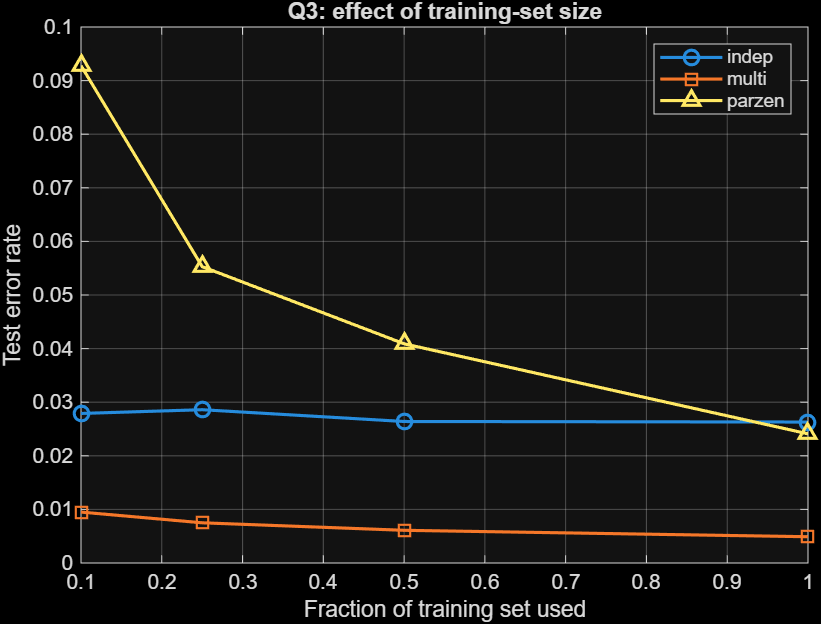 Q3: effect of training-set size
indep
multi
parzen
0.1
0.09
0.08
0.07
0.06
0.05
0.04
0.03
0.02
0.01
0
Test error rate
0.1 0.2 0.3 0.4 0.5 0.6 0.7 0.8 0.9 1
Fraction of training set used